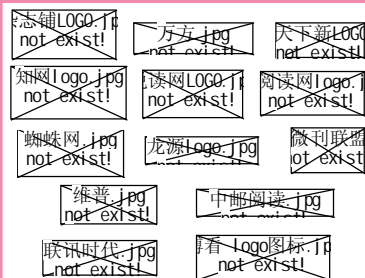 志铺LOGO.jp
not exist!
万方.jpg
not exist!
天下新LOGO
not exist!
知网logo.jpg
not exist!
读网LOGO.jp
not exist!
阅读网logo.j
not exist!
蜘蛛网.jpg
not exist!
龙源logo.jpg
微刊联盟
not exist!
维普.jpg
not exist!
中邮阅读.jpg
not exist!
联讯时代.jpg
not exist!
看 logo图标.jp
not exist!